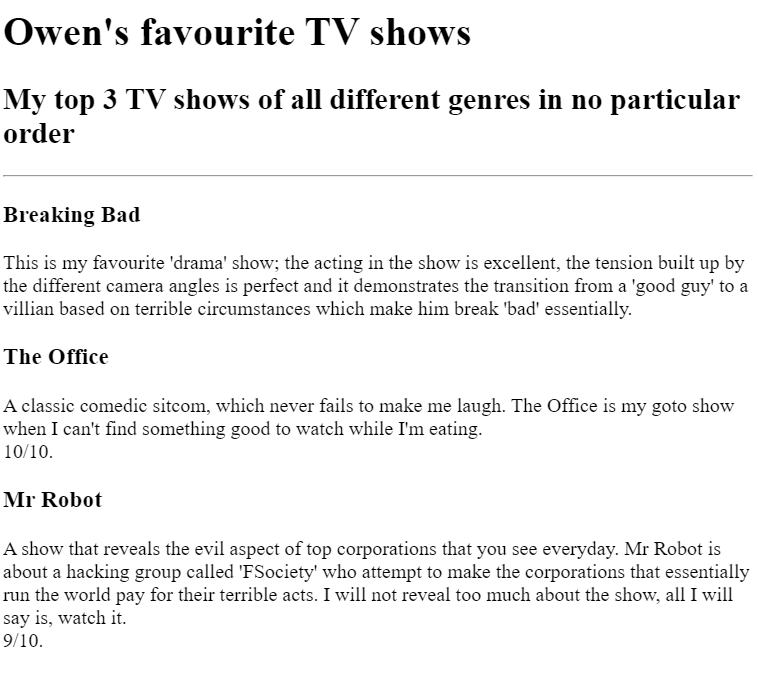 Owen's favourite TV shows
My top 3 TV shows of all different genres in no particular
order
Breaking Bad
This is my favourite 'drama' show; the acting in the show is excellent, the tension built up by
the different camera angles is perfect and it demonstrates the transition from a 'good guy' to a
villian based on terrible circumstances which make him break 'bad' essentially.
The Office
A classic comedic sitcom, which never fails to make me laugh. The Office is my goto show
when I can't find something good to watch while I'm eating.
10/10.
Mr Robot
A show that reveals the evil aspect of top corporations that you see everyday. Mr Robot is
about a hacking group called 'FSociety' who attempt to make the corporations that essentially
run the world pay for their terrible acts. I will not reveal too much about the show, all I will
say is, watch it.
9/10.